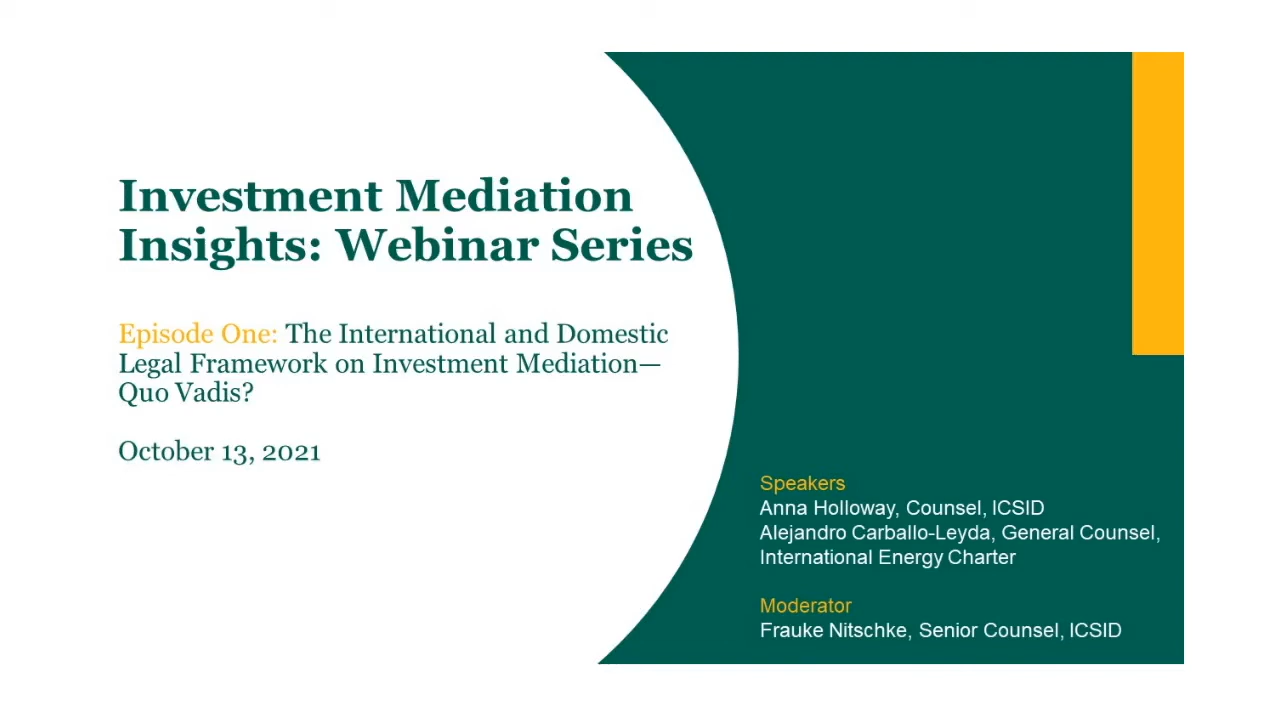 Investment Mediation
Insights: Webinar Series
Episode One: The International and Domestic
Legal Framework on Investment Mediation—
Quo Vadis?
October 13, 2021
Speakers
Anna Holloway, Counsel, ICSID
Alejandro Carballo-Leyda, General Counsel,
International Energy Charter
Moderator
Frauke Nitschke, Senior Counsel, ICSID